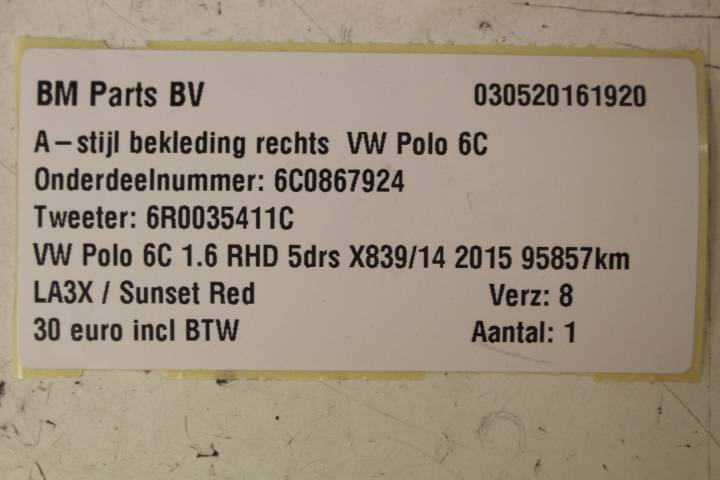 BM Parts BV 030520161920
A-stijl bekleding rechts VW Polo 6C
Onderdeelnummer: 6C0867924
Tweeter: 6R0035411C
VW Polo 6C 1.6 RHD 5drs X839/14 2015 95857km
LA3X / Sunset Red Verz: 8
30 euro incl BTW Aantal: 1